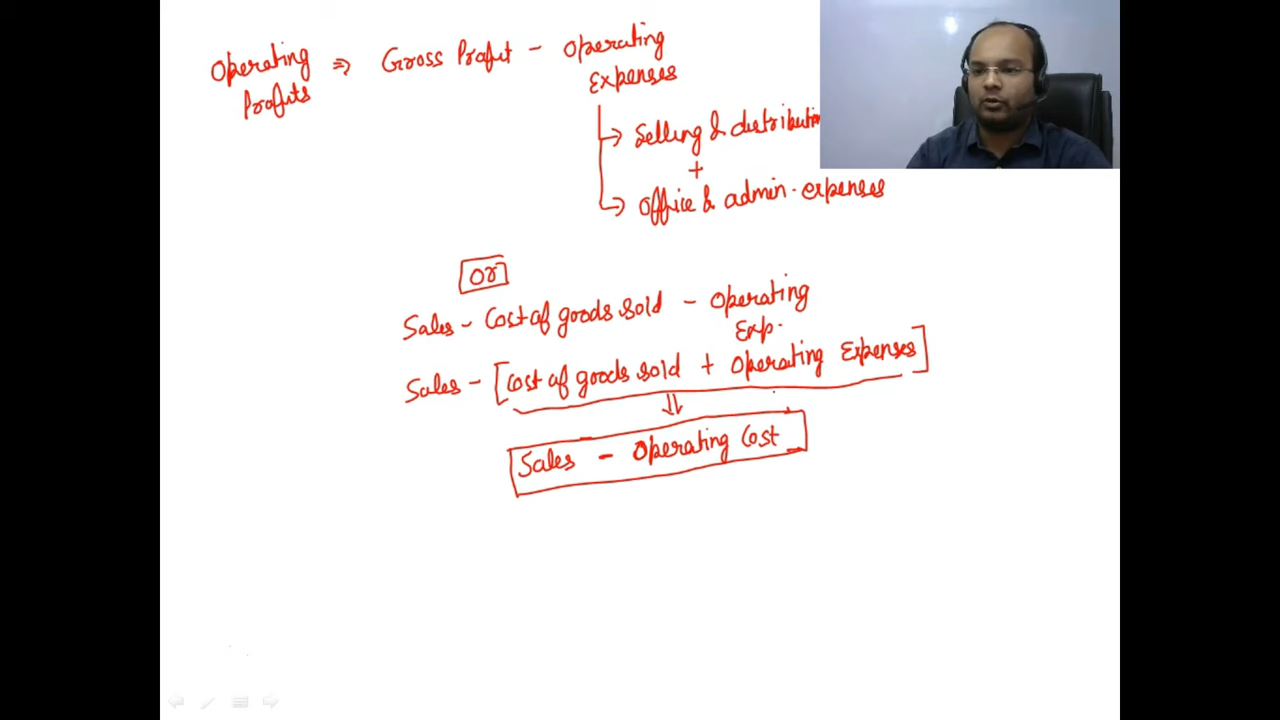 Operating Profits ⇒ Gross Profit - Operating Expenses
→ Selling & distribution
+
→ Office & admin. expenses
Or
Sales - Cost of goods sold - Operating Exp.
Sales - [Cost of goods sold + Operating Expenses]
⇓
Sales - Operating Cost